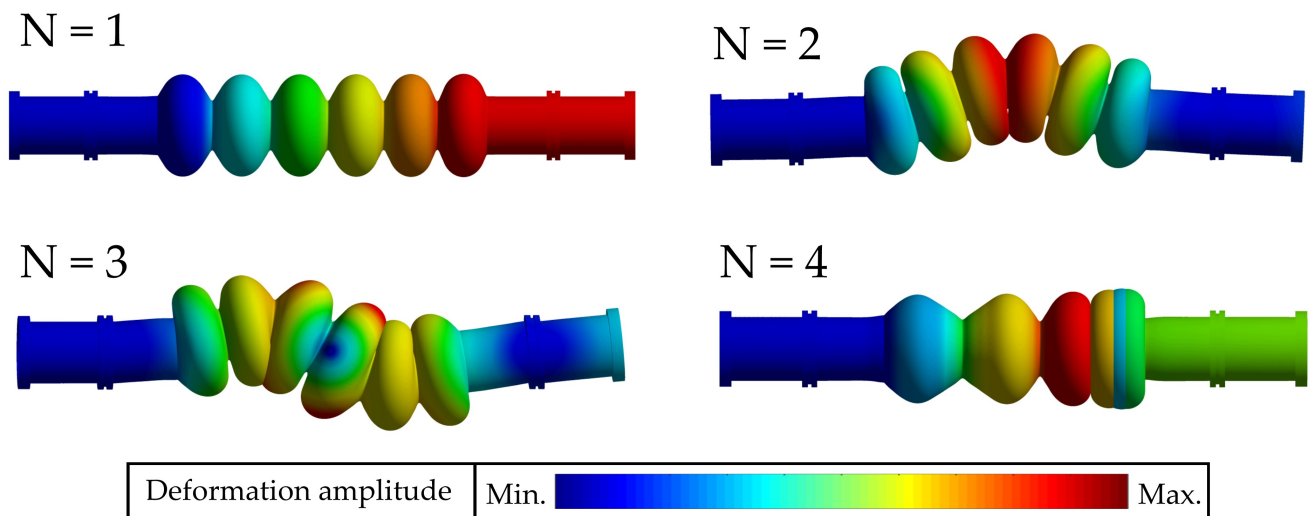 N = 1
N = 2
N = 3
N = 4
Deformation amplitude Min. Max.